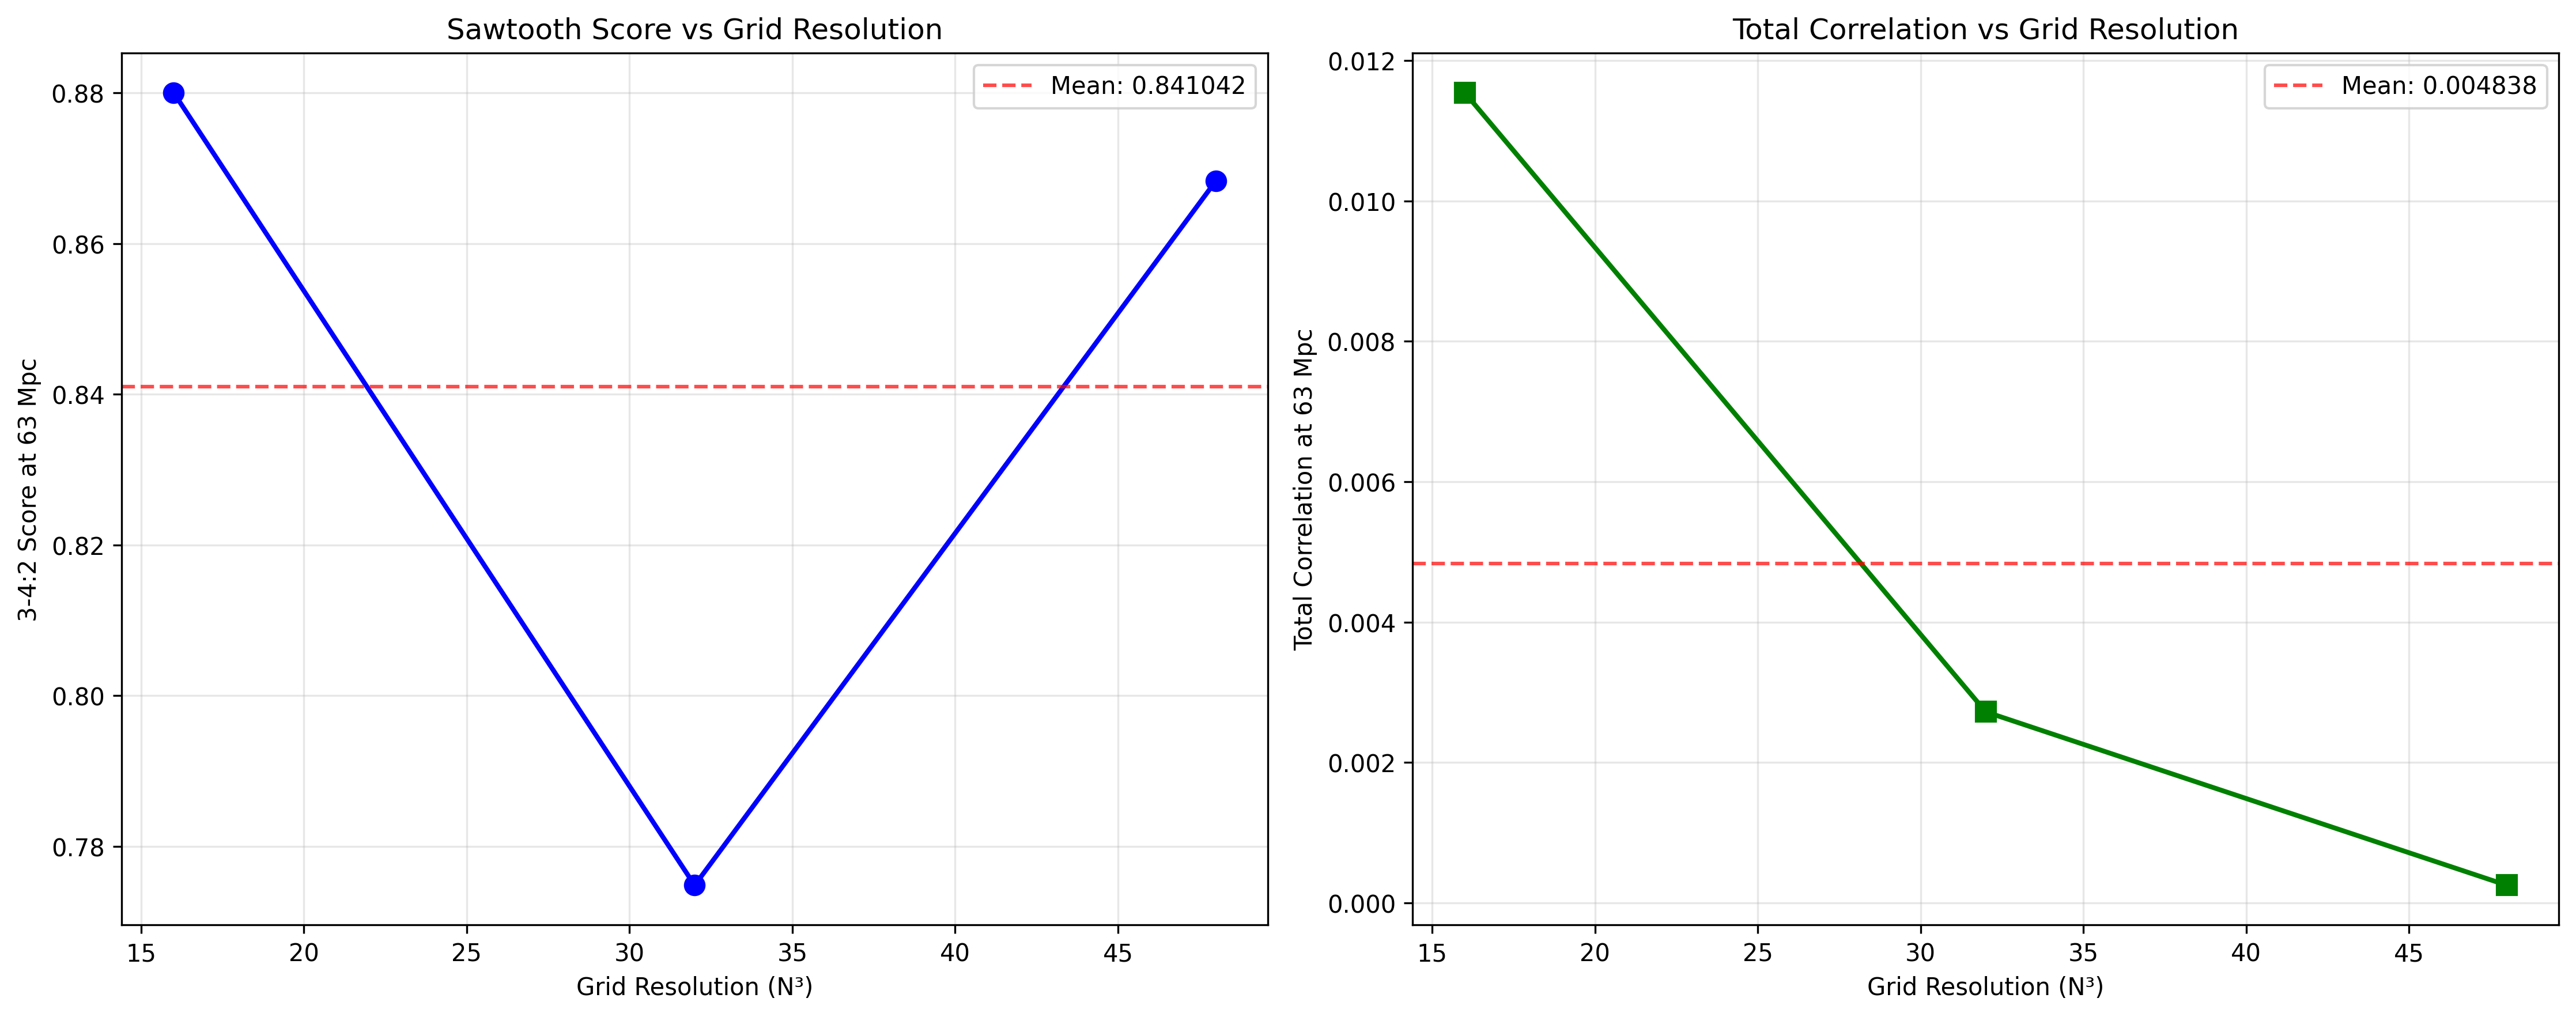 Sawtooth Score vs Grid Resolution
Mean: 0.841042
3-4:2 Score at 63 Mpc
0.88
0.86
0.84
0.82
0.80
0.78
15 20 25 30 35 40 45
Grid Resolution (N³)
Total Correlation vs Grid Resolution
Mean: 0.004838
Total Correlation at 63 Mpc
0.012
0.010
0.008
0.006
0.004
0.002
0.000
15 20 25 30 35 40 45
Grid Resolution (N³)